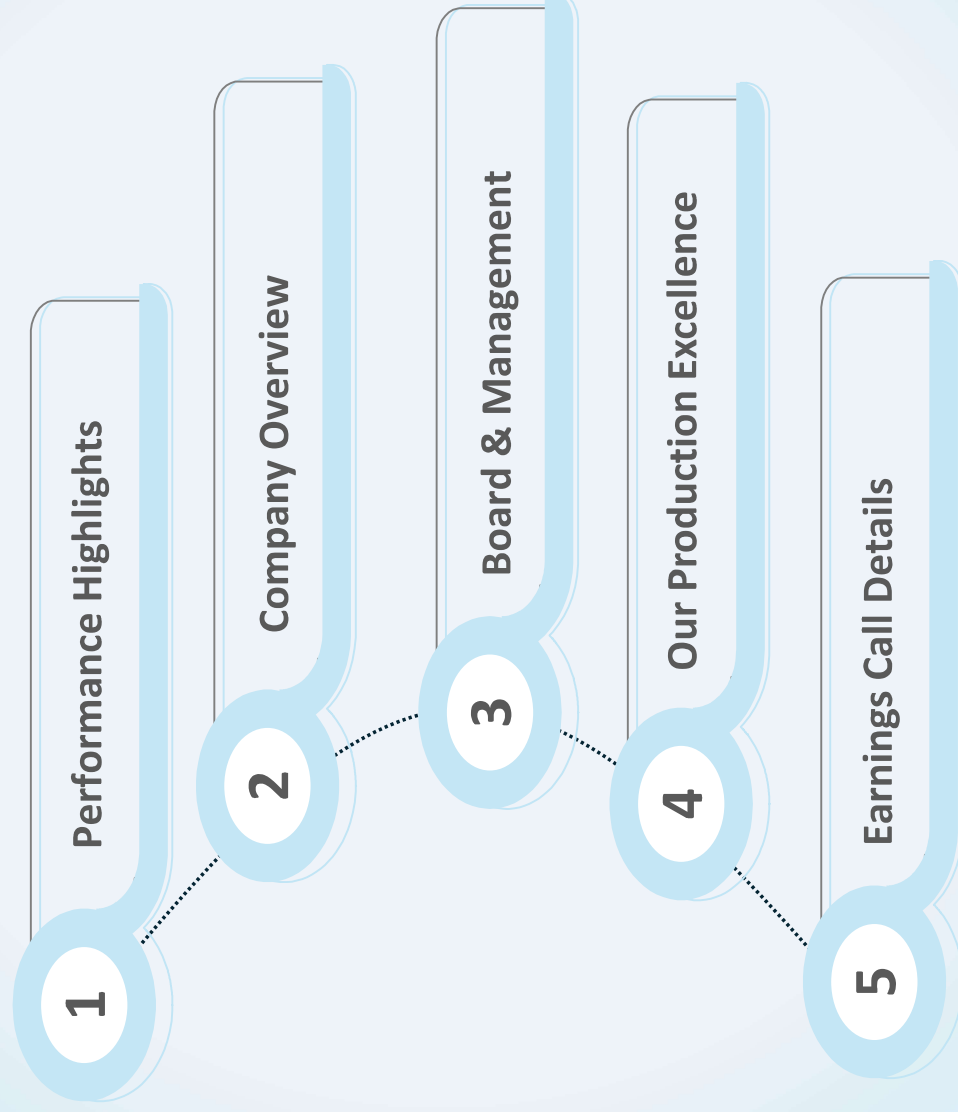 1 Performance Highlights
2 Company Overview
3 Board & Management
4 Our Production Excellence
5 Earnings Call Details